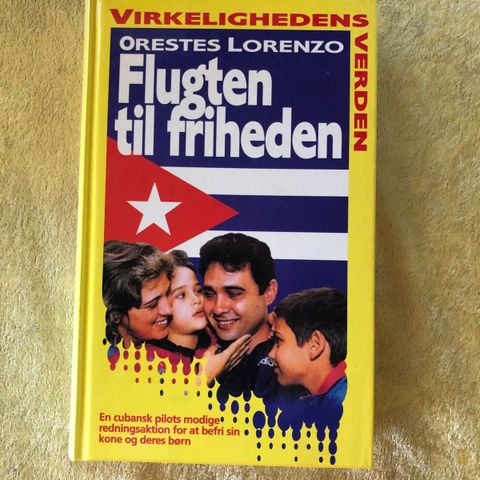 VIRKELIGHEDENS
VERDEN
ORESTES LORENZO
Flugten
til friheden
En cubansk pilots modige
redningsaktion for at befri sin
kone og deres børn